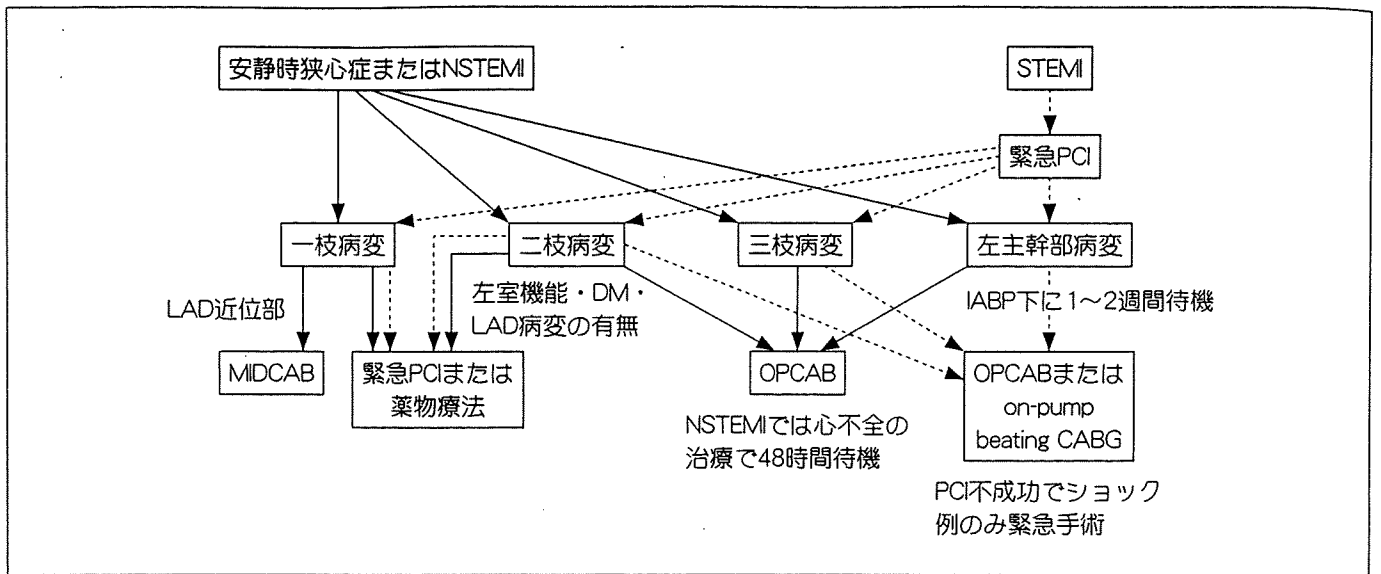 安静時狭心症またはNSTEMI
STEMI
緊急PCI
一枝病変
二枝病変
三枝病変
左主幹部病変
LAD近位部
左室機能・DM・
LAD病変の有無
IABP下に1～2週間待機
MIDCAB
緊急PCIまたは
薬物療法
OPCAB
OPCABまたは
on-pump
beating CABG
NSTEMIでは心不全の
治療で48時間待機
PCI不成功でショック
例のみ緊急手術